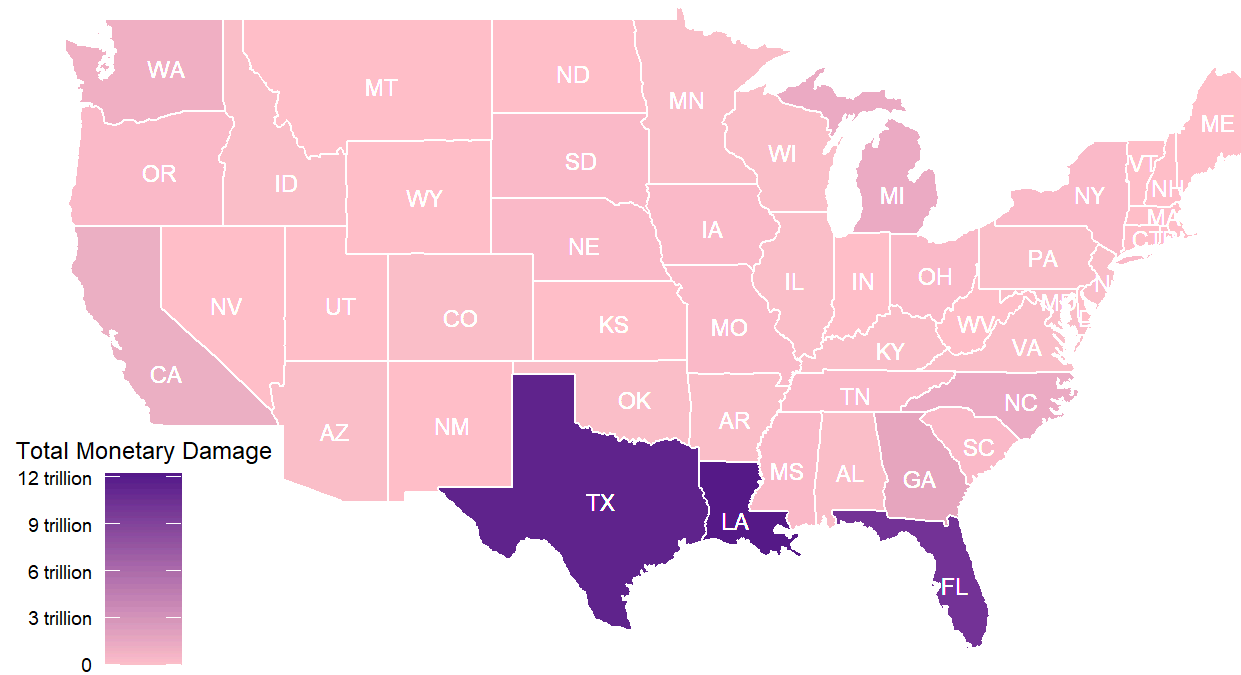 WA
MT
ND
MN
ME
OR
ID
WY
SD
WI
MI
NY
VT
NH
MA
CT
NE
IA
PA
NV
UT
CO
KS
MO
IL
IN
OH
WV
VA
KY
CA
AZ
NM
OK
AR
TN
NC
SC
MS
AL
GA
TX
LA
FL
Total Monetary Damage
12 trillion
9 trillion
6 trillion
3 trillion
0